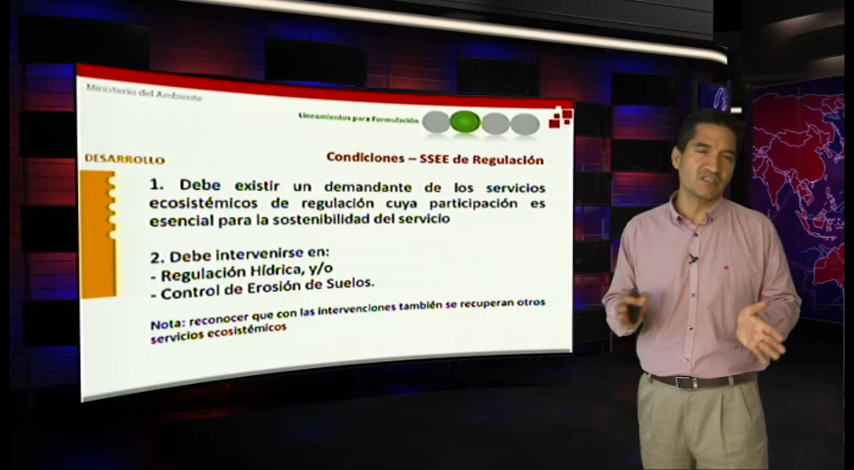 Ministerio del Ambiente
Lineamientos para Formulación
DESARROLLO
Condiciones – SSEE de Regulación
1. Debe existir un demandante de los servicios
ecosistémicos de regulación cuya participación es
esencial para la sostenibilidad del servicio
2. Debe intervenirse en:
- Regulación Hídrica, y/o
- Control de Erosión de Suelos.
Nota: reconocer que con las intervenciones también se recuperan otros
servicios ecosistémicos